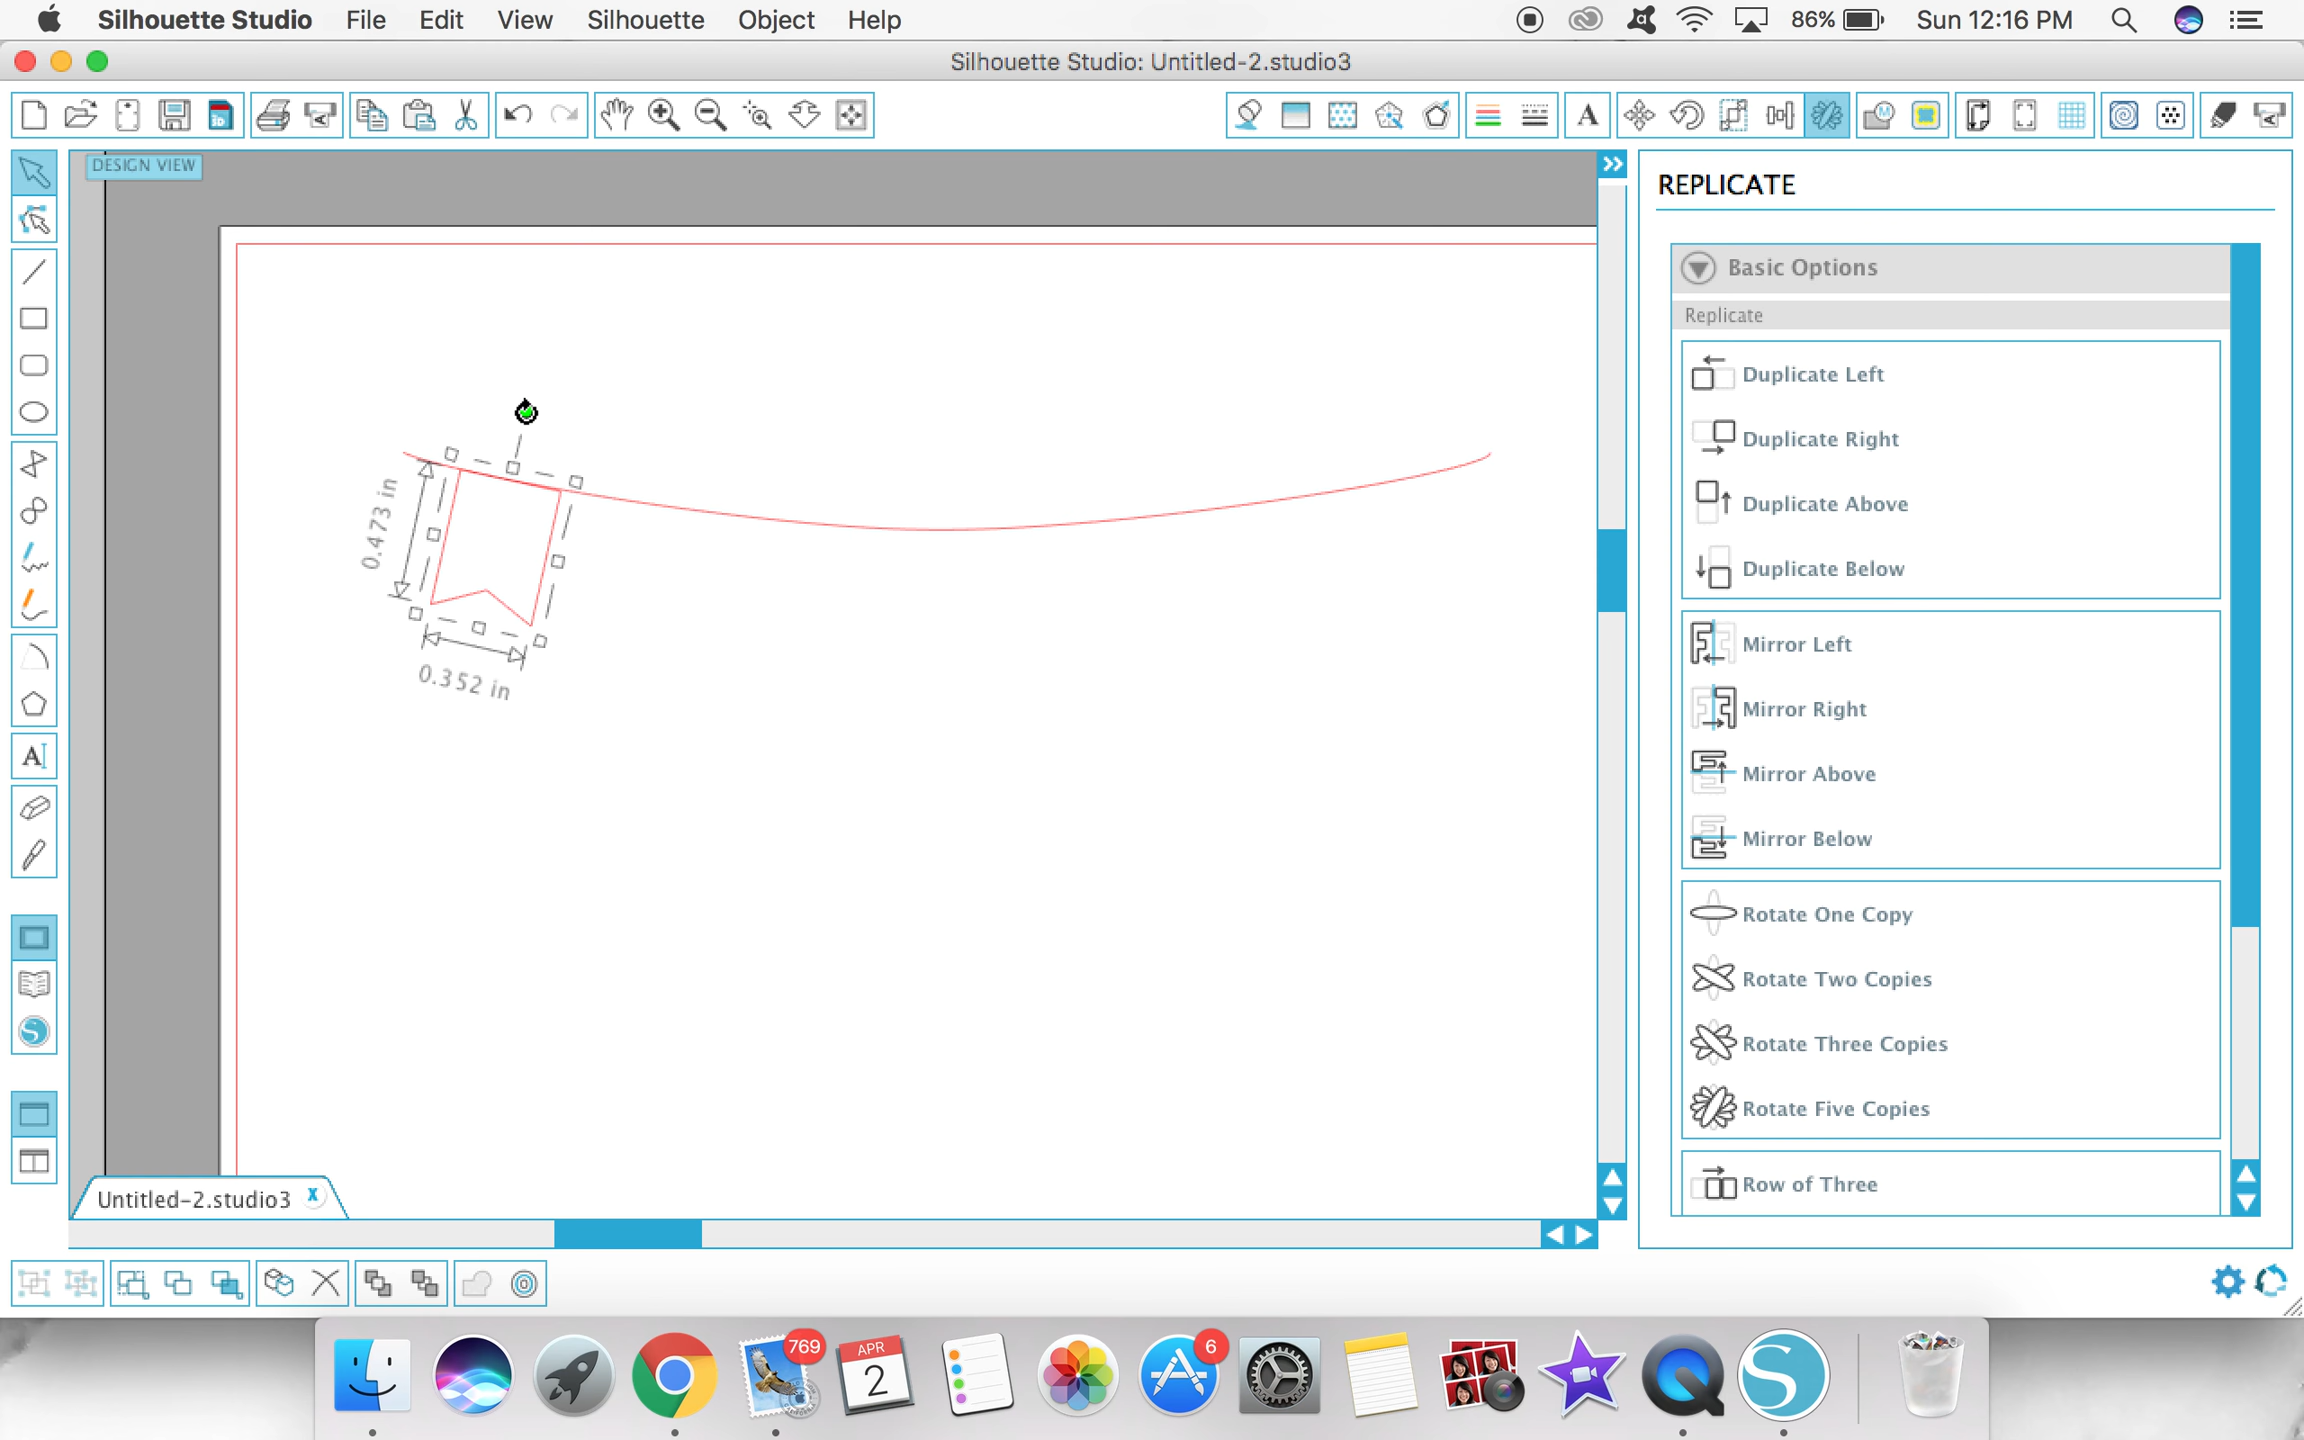 Silhouette Studio File Edit View Silhouette Object Help 86% Sun 12:16 PM
Silhouette Studio: Untitled-2.studio3
DESIGN VIEW
REPLICATE
Basic Options
Replicate
Duplicate Left
Duplicate Right
Duplicate Above
Duplicate Below
Mirror Left
Mirror Right
Mirror Above
Mirror Below
Rotate One Copy
Rotate Two Copies
Rotate Three Copies
Rotate Five Copies
Row of Three
0.473 in
0.352 in
Untitled-2.studio3 X
769
APR
2
6